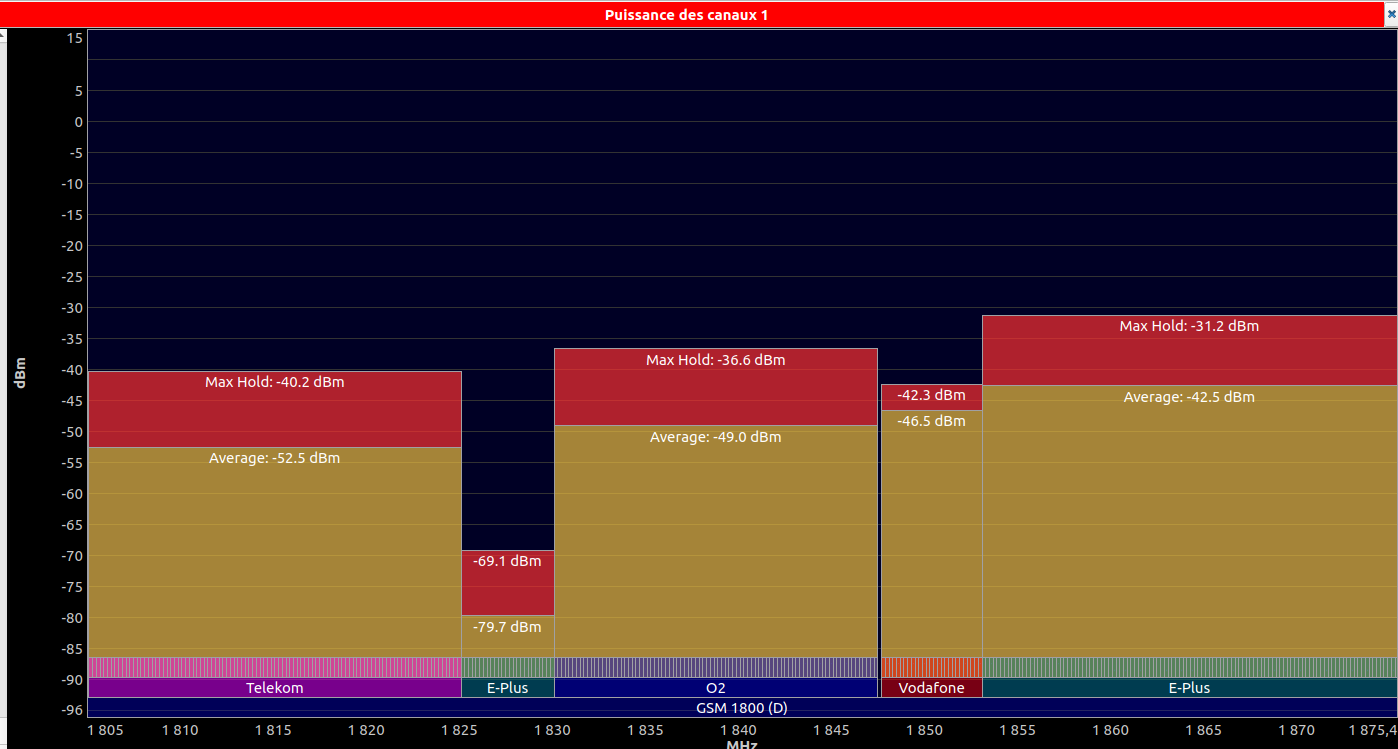 Puissance des canaux 1
15
5
0
-5
-10
-15
-20
-25
-30
-35
-40
-45
-50
-55
-60
-65
-70
-75
-80
-85
-90
-96
dBm
Max Hold: -40.2 dBm
Average: -52.5 dBm
-69.1 dBm
-79.7 dBm
Max Hold: -36.6 dBm
Average: -49.0 dBm
-42.3 dBm
-46.5 dBm
Max Hold: -31.2 dBm
Average: -42.5 dBm
Telekom E-Plus O2 Vodafone E-Plus
GSM 1800 (D)
1 805 1 810 1 815 1 820 1 825 1 830 1 835 1 840 1 845 1 850 1 855 1 860 1 865 1 870 1 875,4
MHz